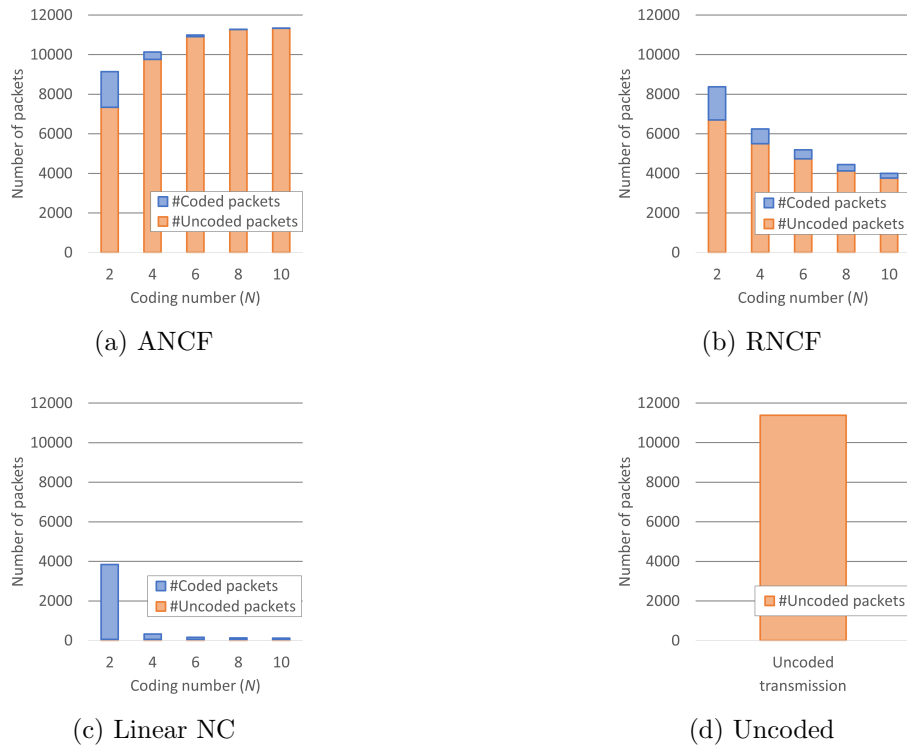 12000
10000
8000
6000
4000
2000
0
Number of packets
#Coded packets
#Uncoded packets
2 4 6 8 10
Coding number (N)
(a) ANCF
12000
10000
8000
6000
4000
2000
0
Number of packets
#Coded packets
#Uncoded packets
2 4 6 8 10
Coding number (N)
(b) RNCF
12000
10000
8000
6000
4000
2000
0
Number of packets
#Coded packets
#Uncoded packets
2 4 6 8 10
Coding number (N)
(c) Linear NC
12000
10000
8000
6000
4000
2000
0
Number of packets
#Uncoded packets
Uncoded
transmission
(d) Uncoded